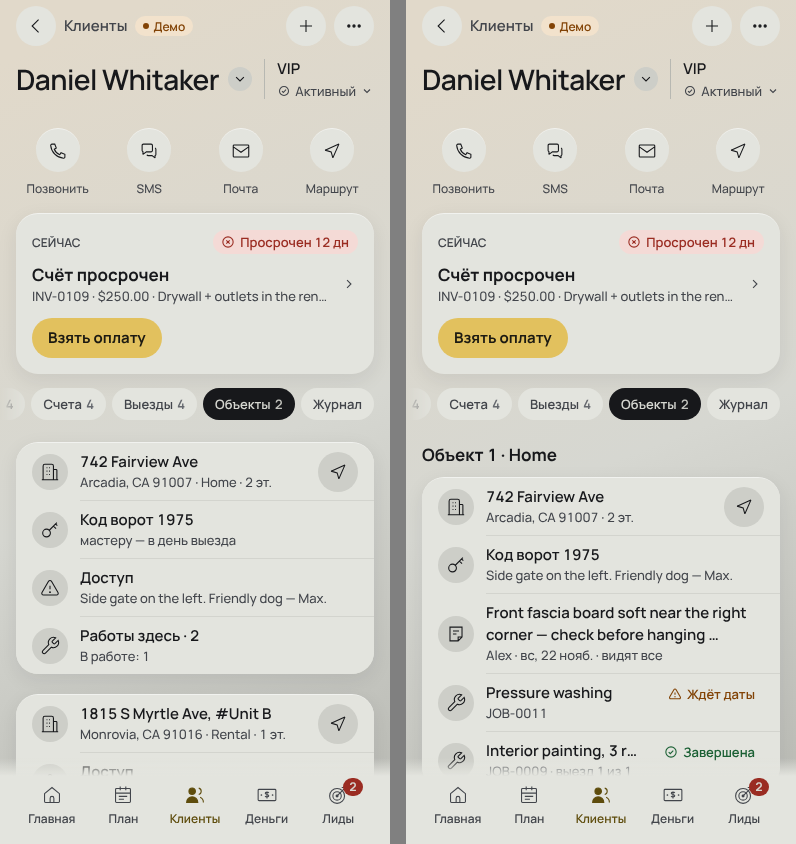 Клиенты
Демо
Daniel Whitaker
VIP
Активный
Позвонить
SMS
Почта
Маршрут
СЕЙЧАС
Просрочен 12 дн
Счёт просрочен
INV-0109 · $250.00 · Drywall + outlets in the ren…
Взять оплату
4
Счета 4
Выезды 4
Объекты 2
Журнал
742 Fairview Ave
Arcadia, CA 91007 · Home · 2 эт.
Код ворот 1975
мастеру — в день выезда
Доступ
Side gate on the left. Friendly dog — Max.
Работы здесь · 2
В работе: 1
1815 S Myrtle Ave, #Unit B
Monrovia, CA 91016 · Rental · 1 эт.
Доступ
Главная
План
Клиенты
Деньги
Лиды
2
Клиенты
Демо
Daniel Whitaker
VIP
Активный
Позвонить
SMS
Почта
Маршрут
СЕЙЧАС
Просрочен 12 дн
Счёт просрочен
INV-0109 · $250.00 · Drywall + outlets in the ren…
Взять оплату
4
Счета 4
Выезды 4
Объекты 2
Журнал
Объект 1 · Home
742 Fairview Ave
Arcadia, CA 91007 · 2 эт.
Код ворот 1975
Side gate on the left. Friendly dog — Max.
Front fascia board soft near the right
corner — check before hanging …
Alex · вс, 22 нояб. · видят все
Pressure washing
Ждёт даты
JOB-0011
Interior painting, 3 r…
Завершена
JOB-0009 · выезд 1 из 1
Главная
План
Клиенты
Деньги
Лиды
2